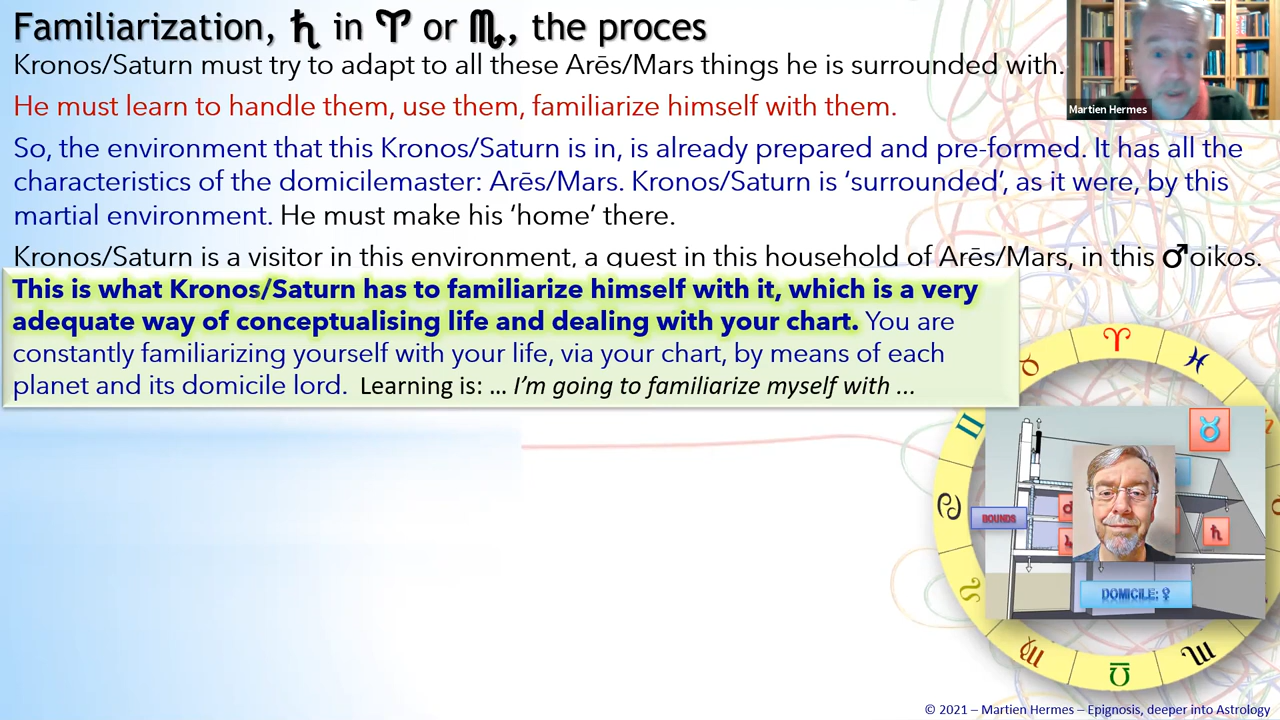 Familiarization, ♄ in ♈ or ♏, the proces
Kronos/Saturn must try to adapt to all these Arēs/Mars things he is surrounded with.
Martien Hermes
He must learn to handle them, use them, familiarize himself with them.
So, the environment that this Kronos/Saturn is in, is already prepared and pre-formed. It has all the
characteristics of the domicilemaster: Arēs/Mars. Kronos/Saturn is ‘surrounded’, as it were, by this
martial environment. He must make his ‘home’ there.
Kronos/Saturn is a visitor in this environment, a quest in this household of Arēs/Mars, in this ♂oikos.
This is what Kronos/Saturn has to familiarize himself with it, which is a very
adequate way of conceptualising life and dealing with your chart. You are
constantly familiarizing yourself with your life, via your chart, by means of each
planet and its domicile lord. Learning is: ... I’m going to familiarize myself with ...
BOUNDS
DOMICILE: ♀
© 2021 – Martien Hermes – Epignosis, deeper into Astrology